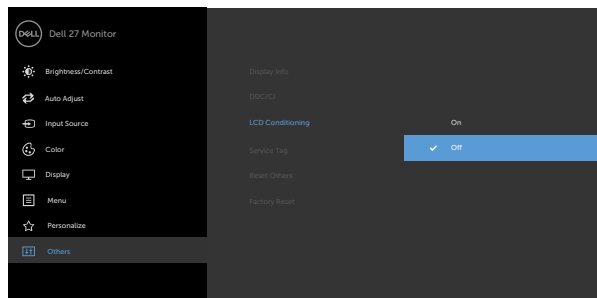 DELL Dell 27 Monitor
Brightness/Contrast
Display Info
Auto Adjust
DDC/CI
Input Source
LCD Conditioning
On
Color
Service Tag
Off
Display
Reset Others
Menu
Factory Reset
Personalize
Others